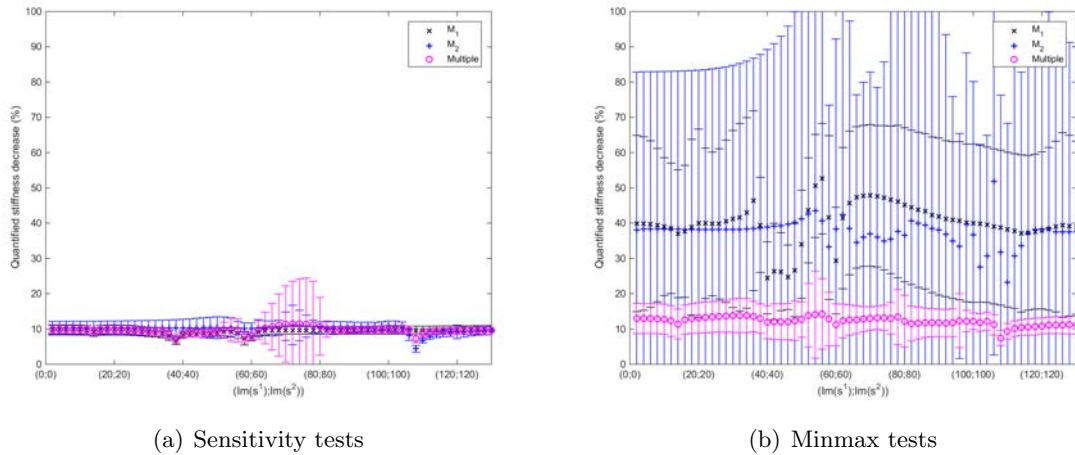 100
90
80
70
60
50
40
30
20
10
0
Quantified stiffness decrease (%)
M1
M2
Multiple
(0;0) (20;20) (40;40) (60;60) (80;80) (100;100) (120;120)
(Im(s¹);Im(s²))
(a) Sensitivity tests
100
90
80
70
60
50
40
30
20
10
0
Quantified stiffness decrease (%)
M1
M2
Multiple
(0;0) (20;20) (40;40) (60;60) (80;80) (100;100) (120;120)
(Im(s¹);Im(s²))
(b) Minmax tests